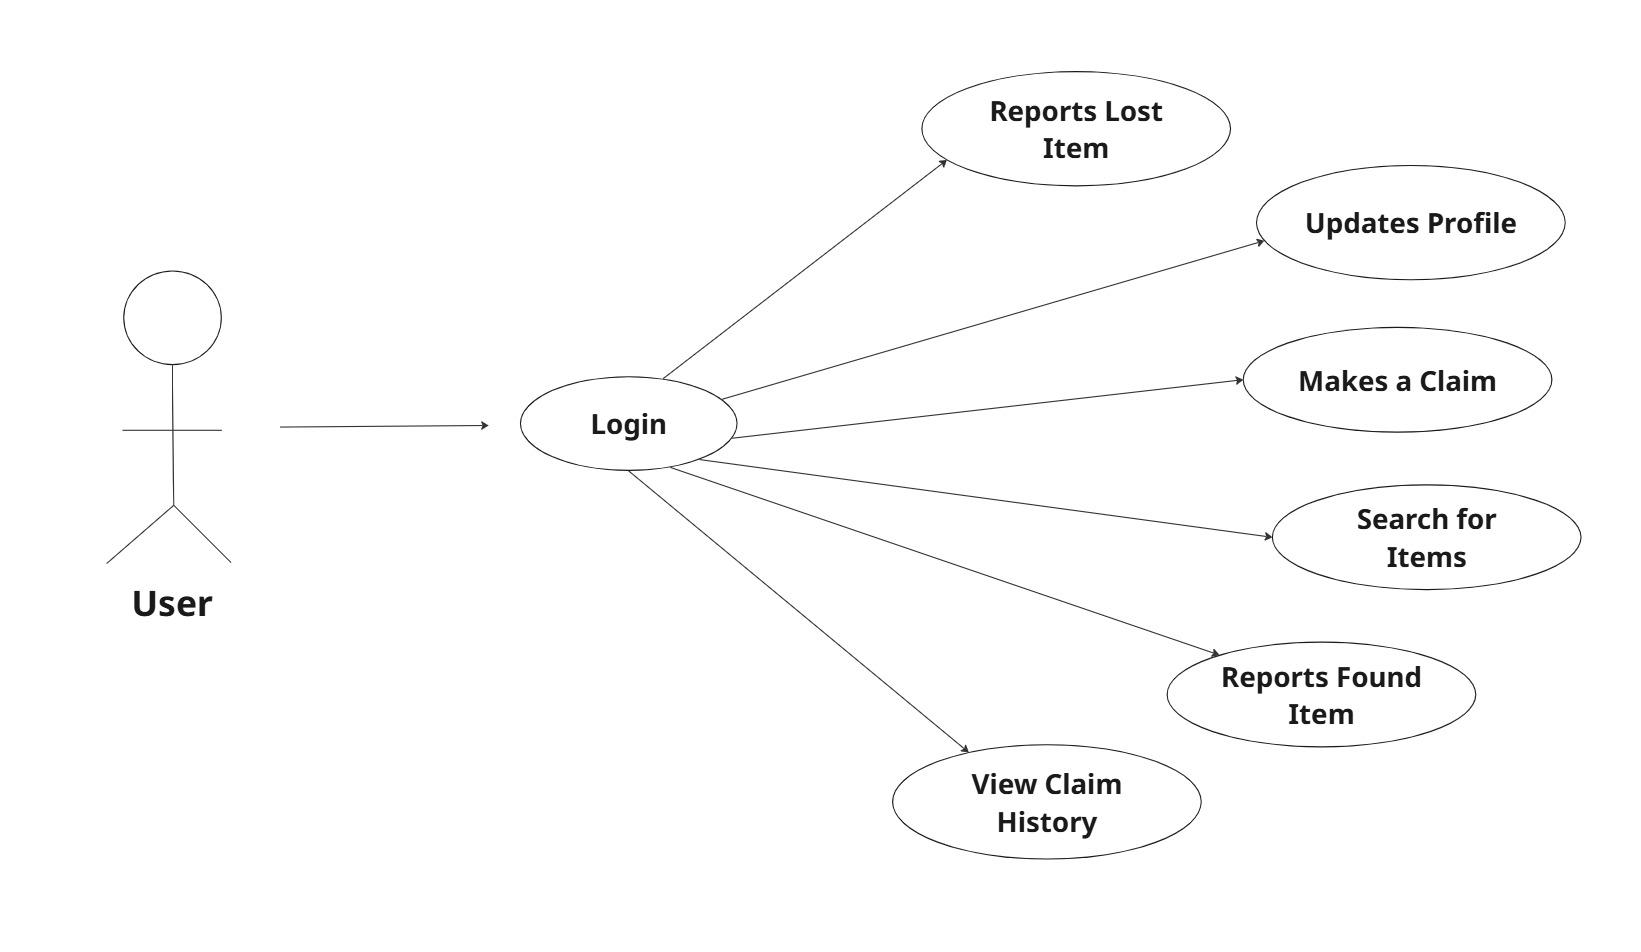 Reports Lost
Item
Updates Profile
Makes a Claim
Login
Search for
Items
User
Reports Found
Item
View Claim
History